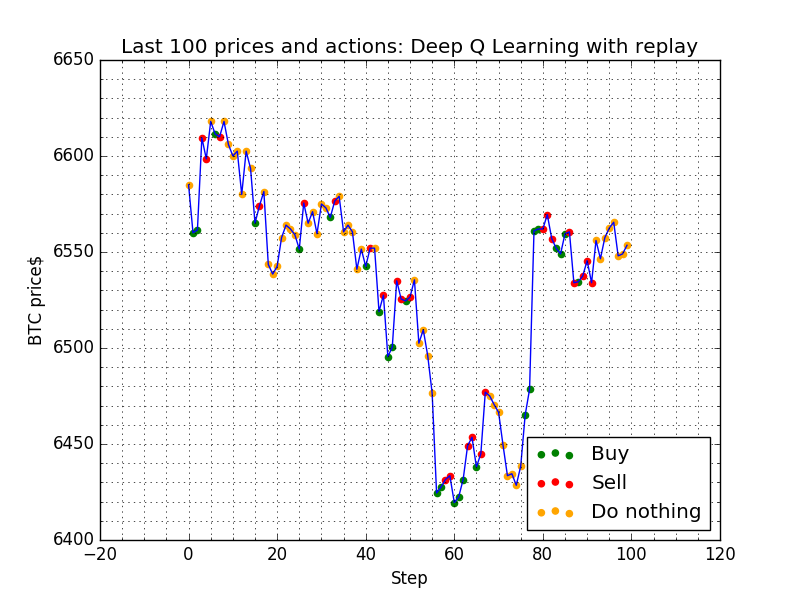 Last 100 prices and actions: Deep Q Learning with replay
6650
6600
6550
6500
6450
6400
BTC price$
−20
0
20
40
60
80
100
120
Step
Buy
Sell
Do nothing